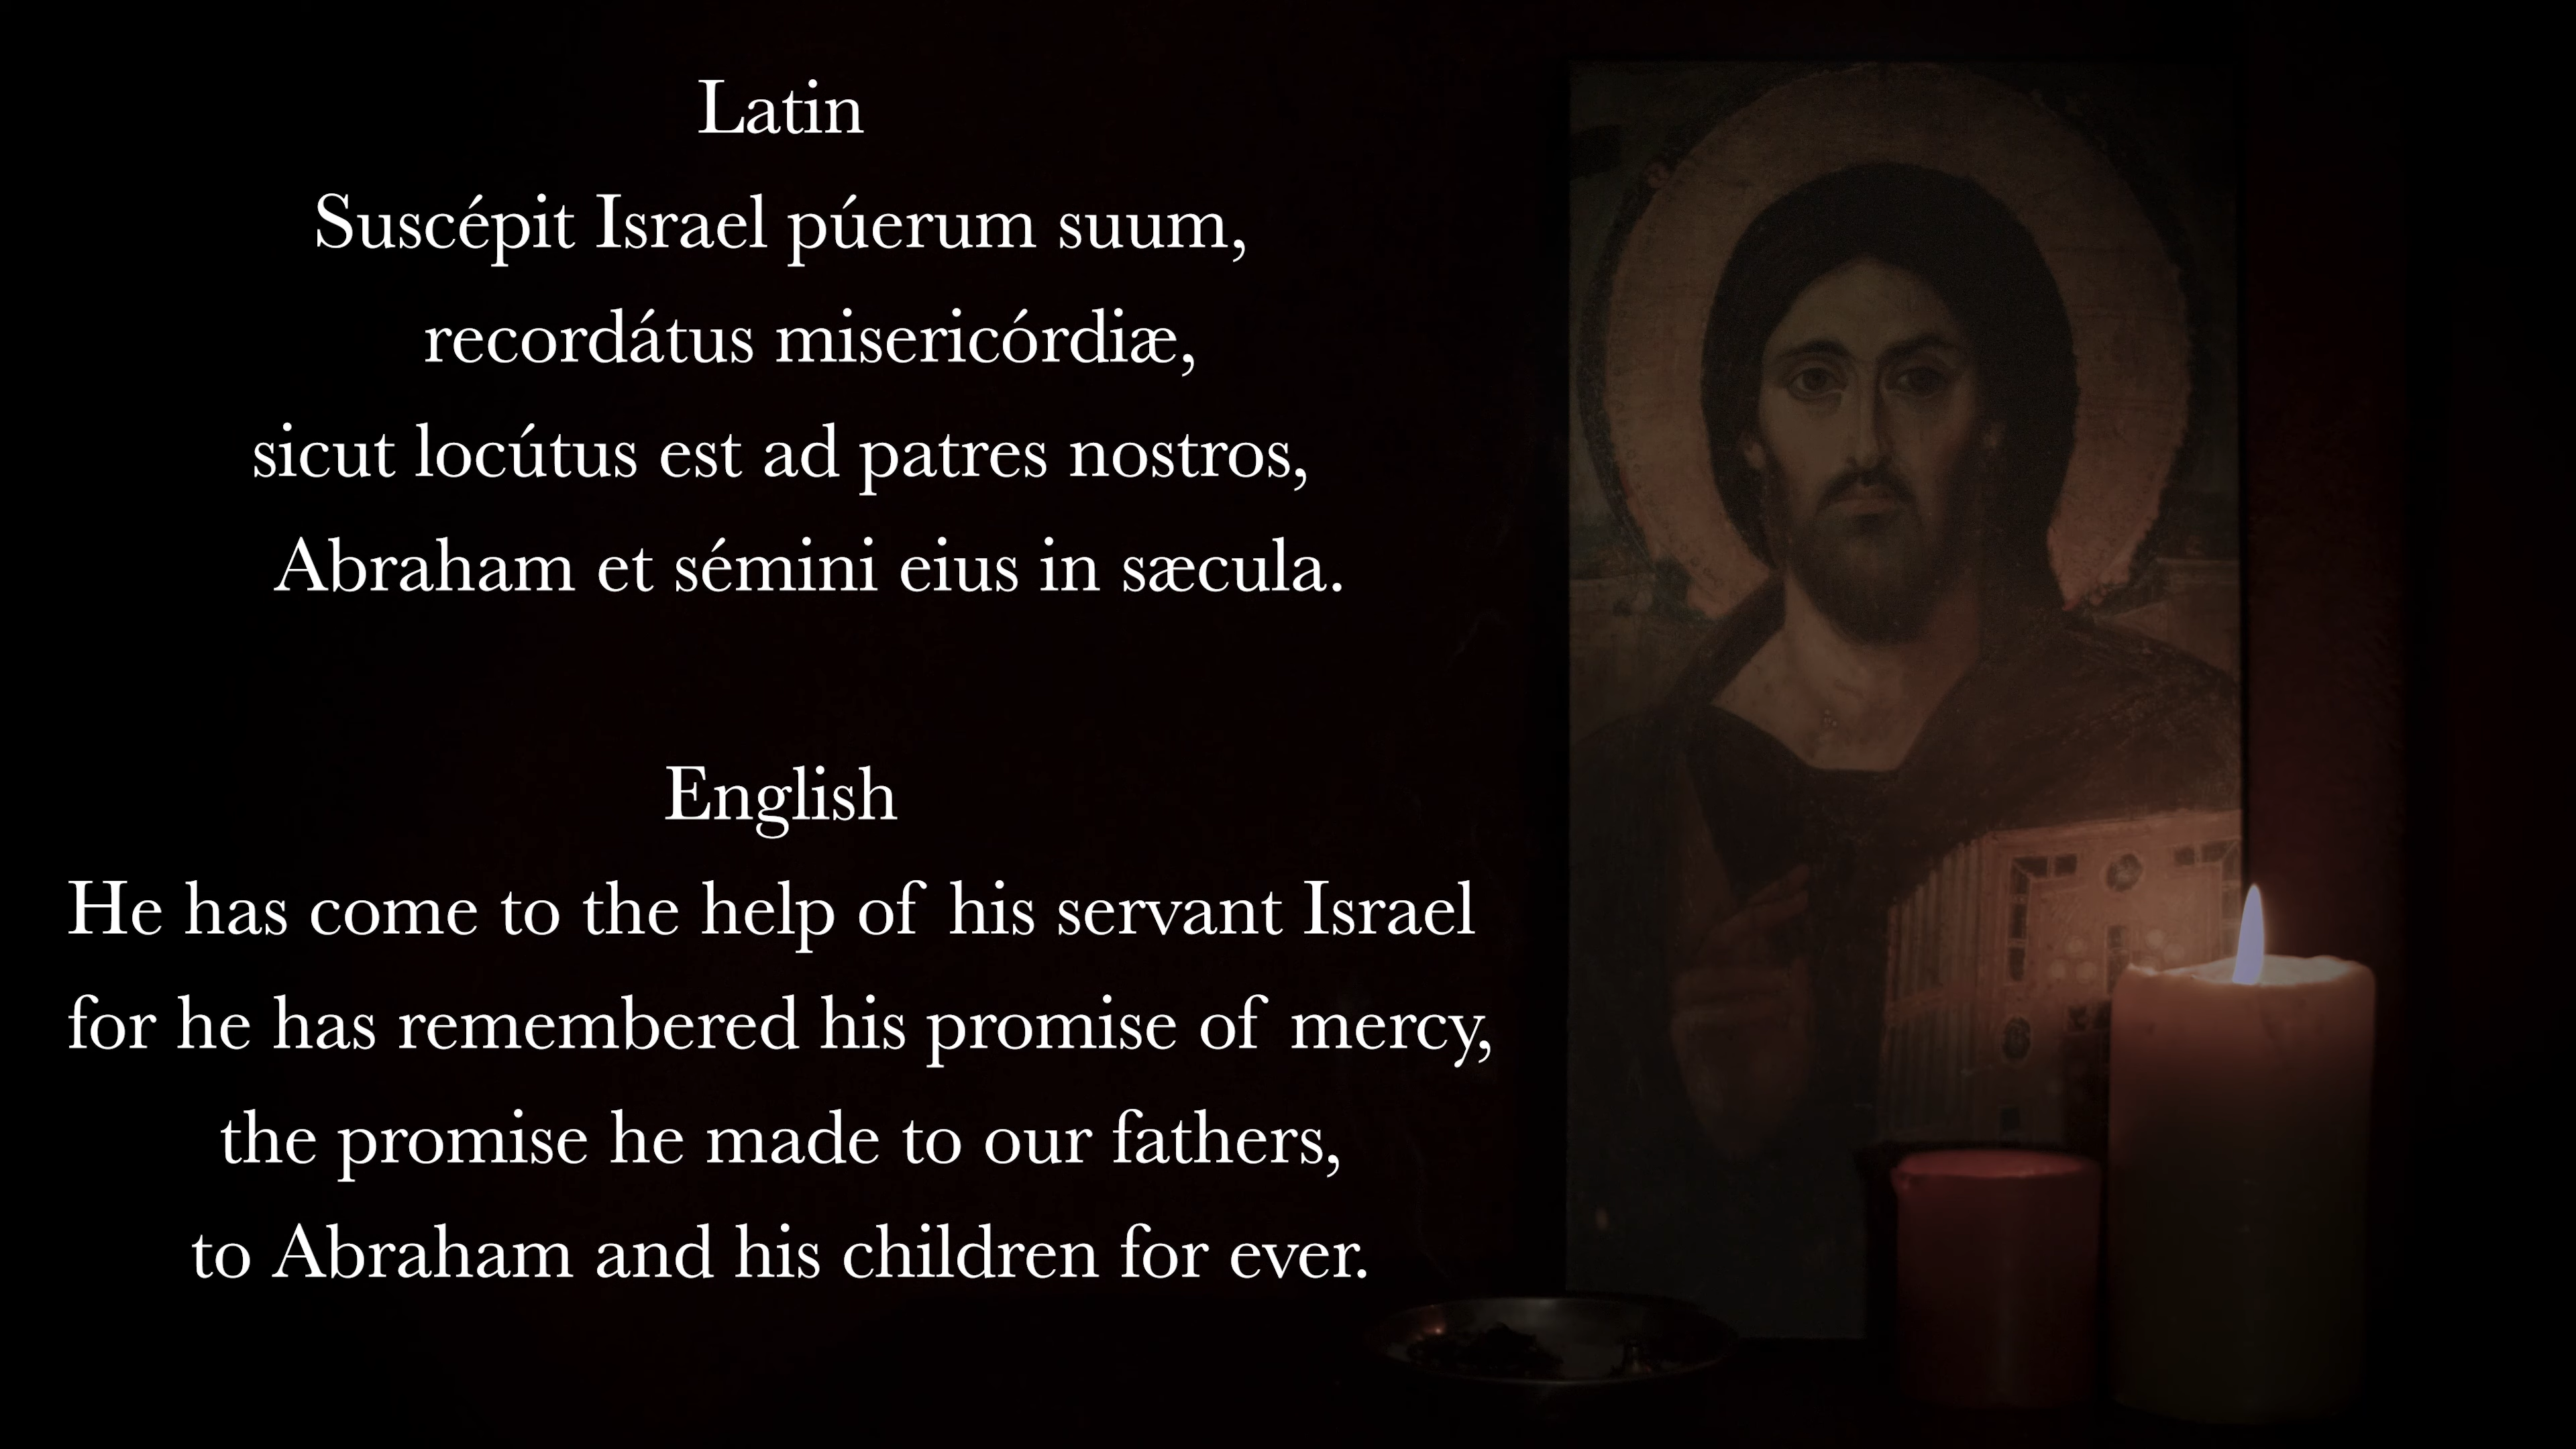 Latin
Suscépit Israel púerum suum,
recordátus misericórdiæ,
sicut locútus est ad patres nostros,
Abraham et sémini eius in sæcula.
English
He has come to the help of his servant Israel
for he has remembered his promise of mercy,
the promise he made to our fathers,
to Abraham and his children for ever.